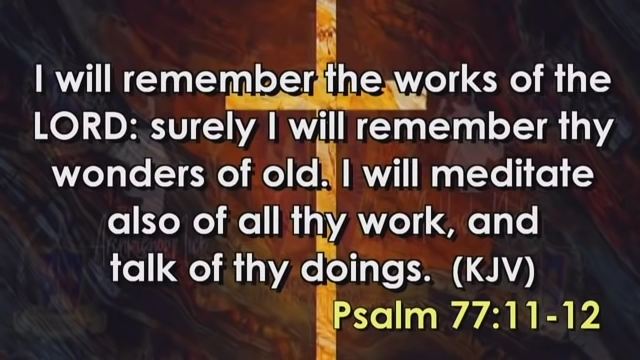 I will remember the works of the
LORD: surely I will remember thy
wonders of old. I will meditate
also of all thy work, and
talk of thy doings. (KJV)
Psalm 77:11-12